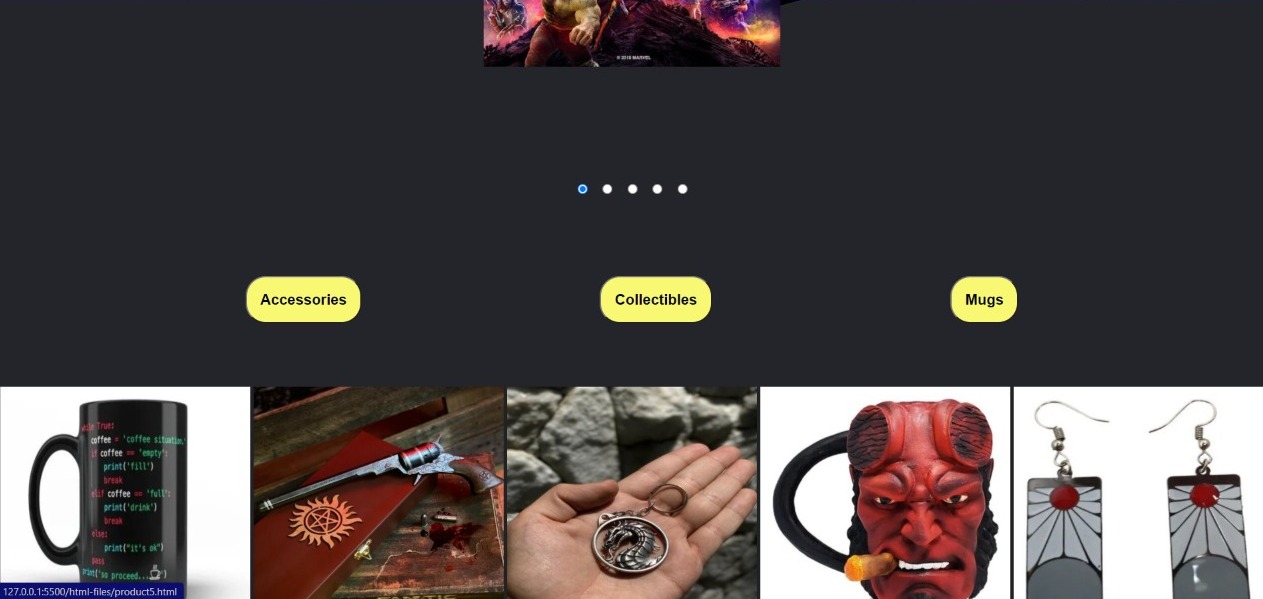 © 2018 MARVEL
Accessories
Collectibles
Mugs
while True:
coffee = 'coffee situation,'
if coffee == 'empty':
print('fill')
break
elif coffee == 'full':
print('drink')
break
else:
print("it's ok")
pass
print('so proceed....')
127.0.0.1:5500/html-files/product5.html